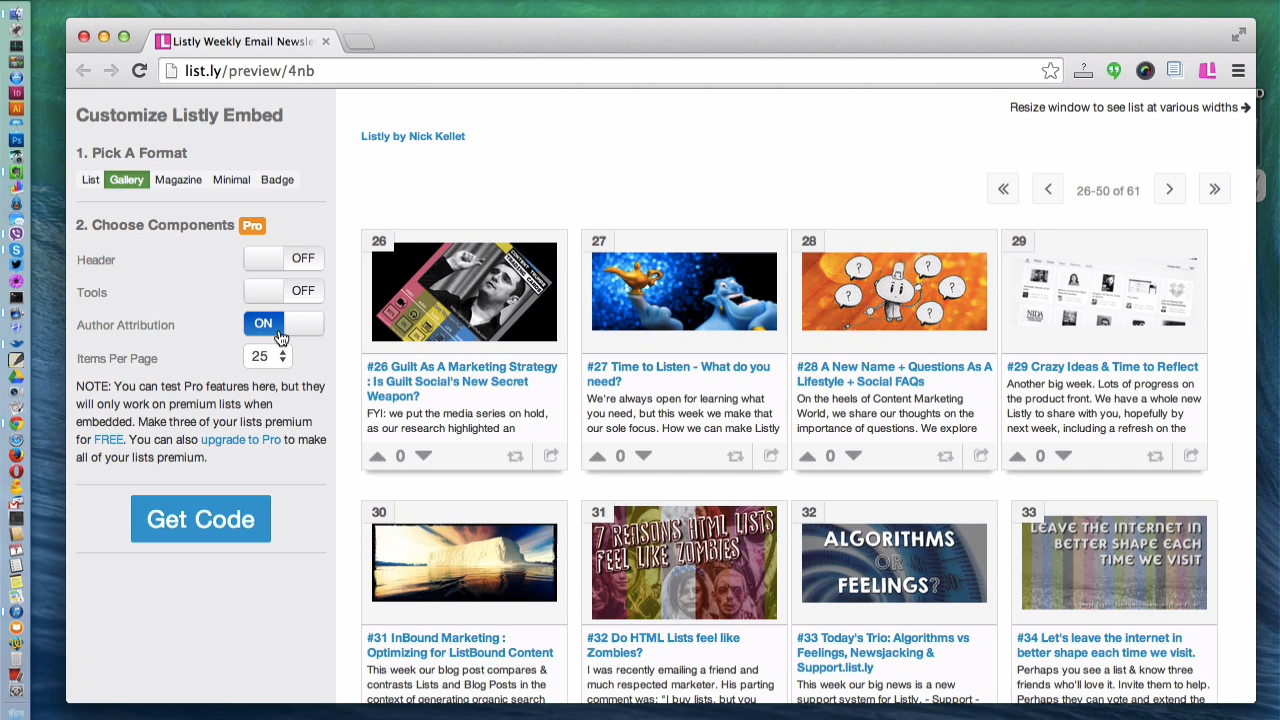 Listly Weekly Email Newsle
list.ly/preview/4nb
Customize Listly Embed
1. Pick A Format
List Gallery Magazine Minimal Badge
2. Choose Components Pro
Header OFF
Tools OFF
Author Attribution ON
Items Per Page 25
NOTE: You can test Pro features here, but they
will only work on premium lists when
embedded. Make three of your lists premium
for FREE. You can also upgrade to Pro to make
all of your lists premium.
Get Code
Resize window to see list at various widths
Listly by Nick Kellet
26-50 of 61
26
#26 Guilt As A Marketing Strategy
: Is Guilt Social's New Secret
Weapon?
FYI: we put the media series on hold,
as our research highlighted an
0
27
#27 Time to Listen - What do you
need?
We're always open for learning what
you need, but this week we make that
our sole focus. How we can make Listly
0
28
#28 A New Name + Questions As A
Lifestyle + Social FAQs
On the heels of Content Marketing
World, we share our thoughts on the
importance of questions. We explore
0
29
#29 Crazy Ideas & Time to Reflect
Another big week. Lots of progress on
the product front. We have a whole new
Listly to share with you, hopefully by
next week, including a refresh on the
0
30
#31 InBound Marketing :
Optimizing for ListBound Content
This week our blog post compares &
contrasts Lists and Blog Posts in the
context of generating organic search
31
7 REASONS HTML LISTS
FEEL LIKE ZOMBIES
#32 Do HTML Lists feel like
Zombies?
I was recently emailing a friend and
much respected marketer. His parting
comment was: "I buy lists, but you
32
ALGORITHMS
OR
FEELINGS?
#33 Today's Trio: Algorithms vs
Feelings, Newsjacking &
Support.list.ly
This week our big news is a new
support system for Listly. - Support -
33
LEAVE THE INTERNET IN
BETTER SHAPE EACH
TIME WE VISIT
#34 Let's leave the internet in
better shape each time we visit.
Perhaps you see a list & know three
friends who'll love it. Invite them to help.
Perhaps they can vote and extend the